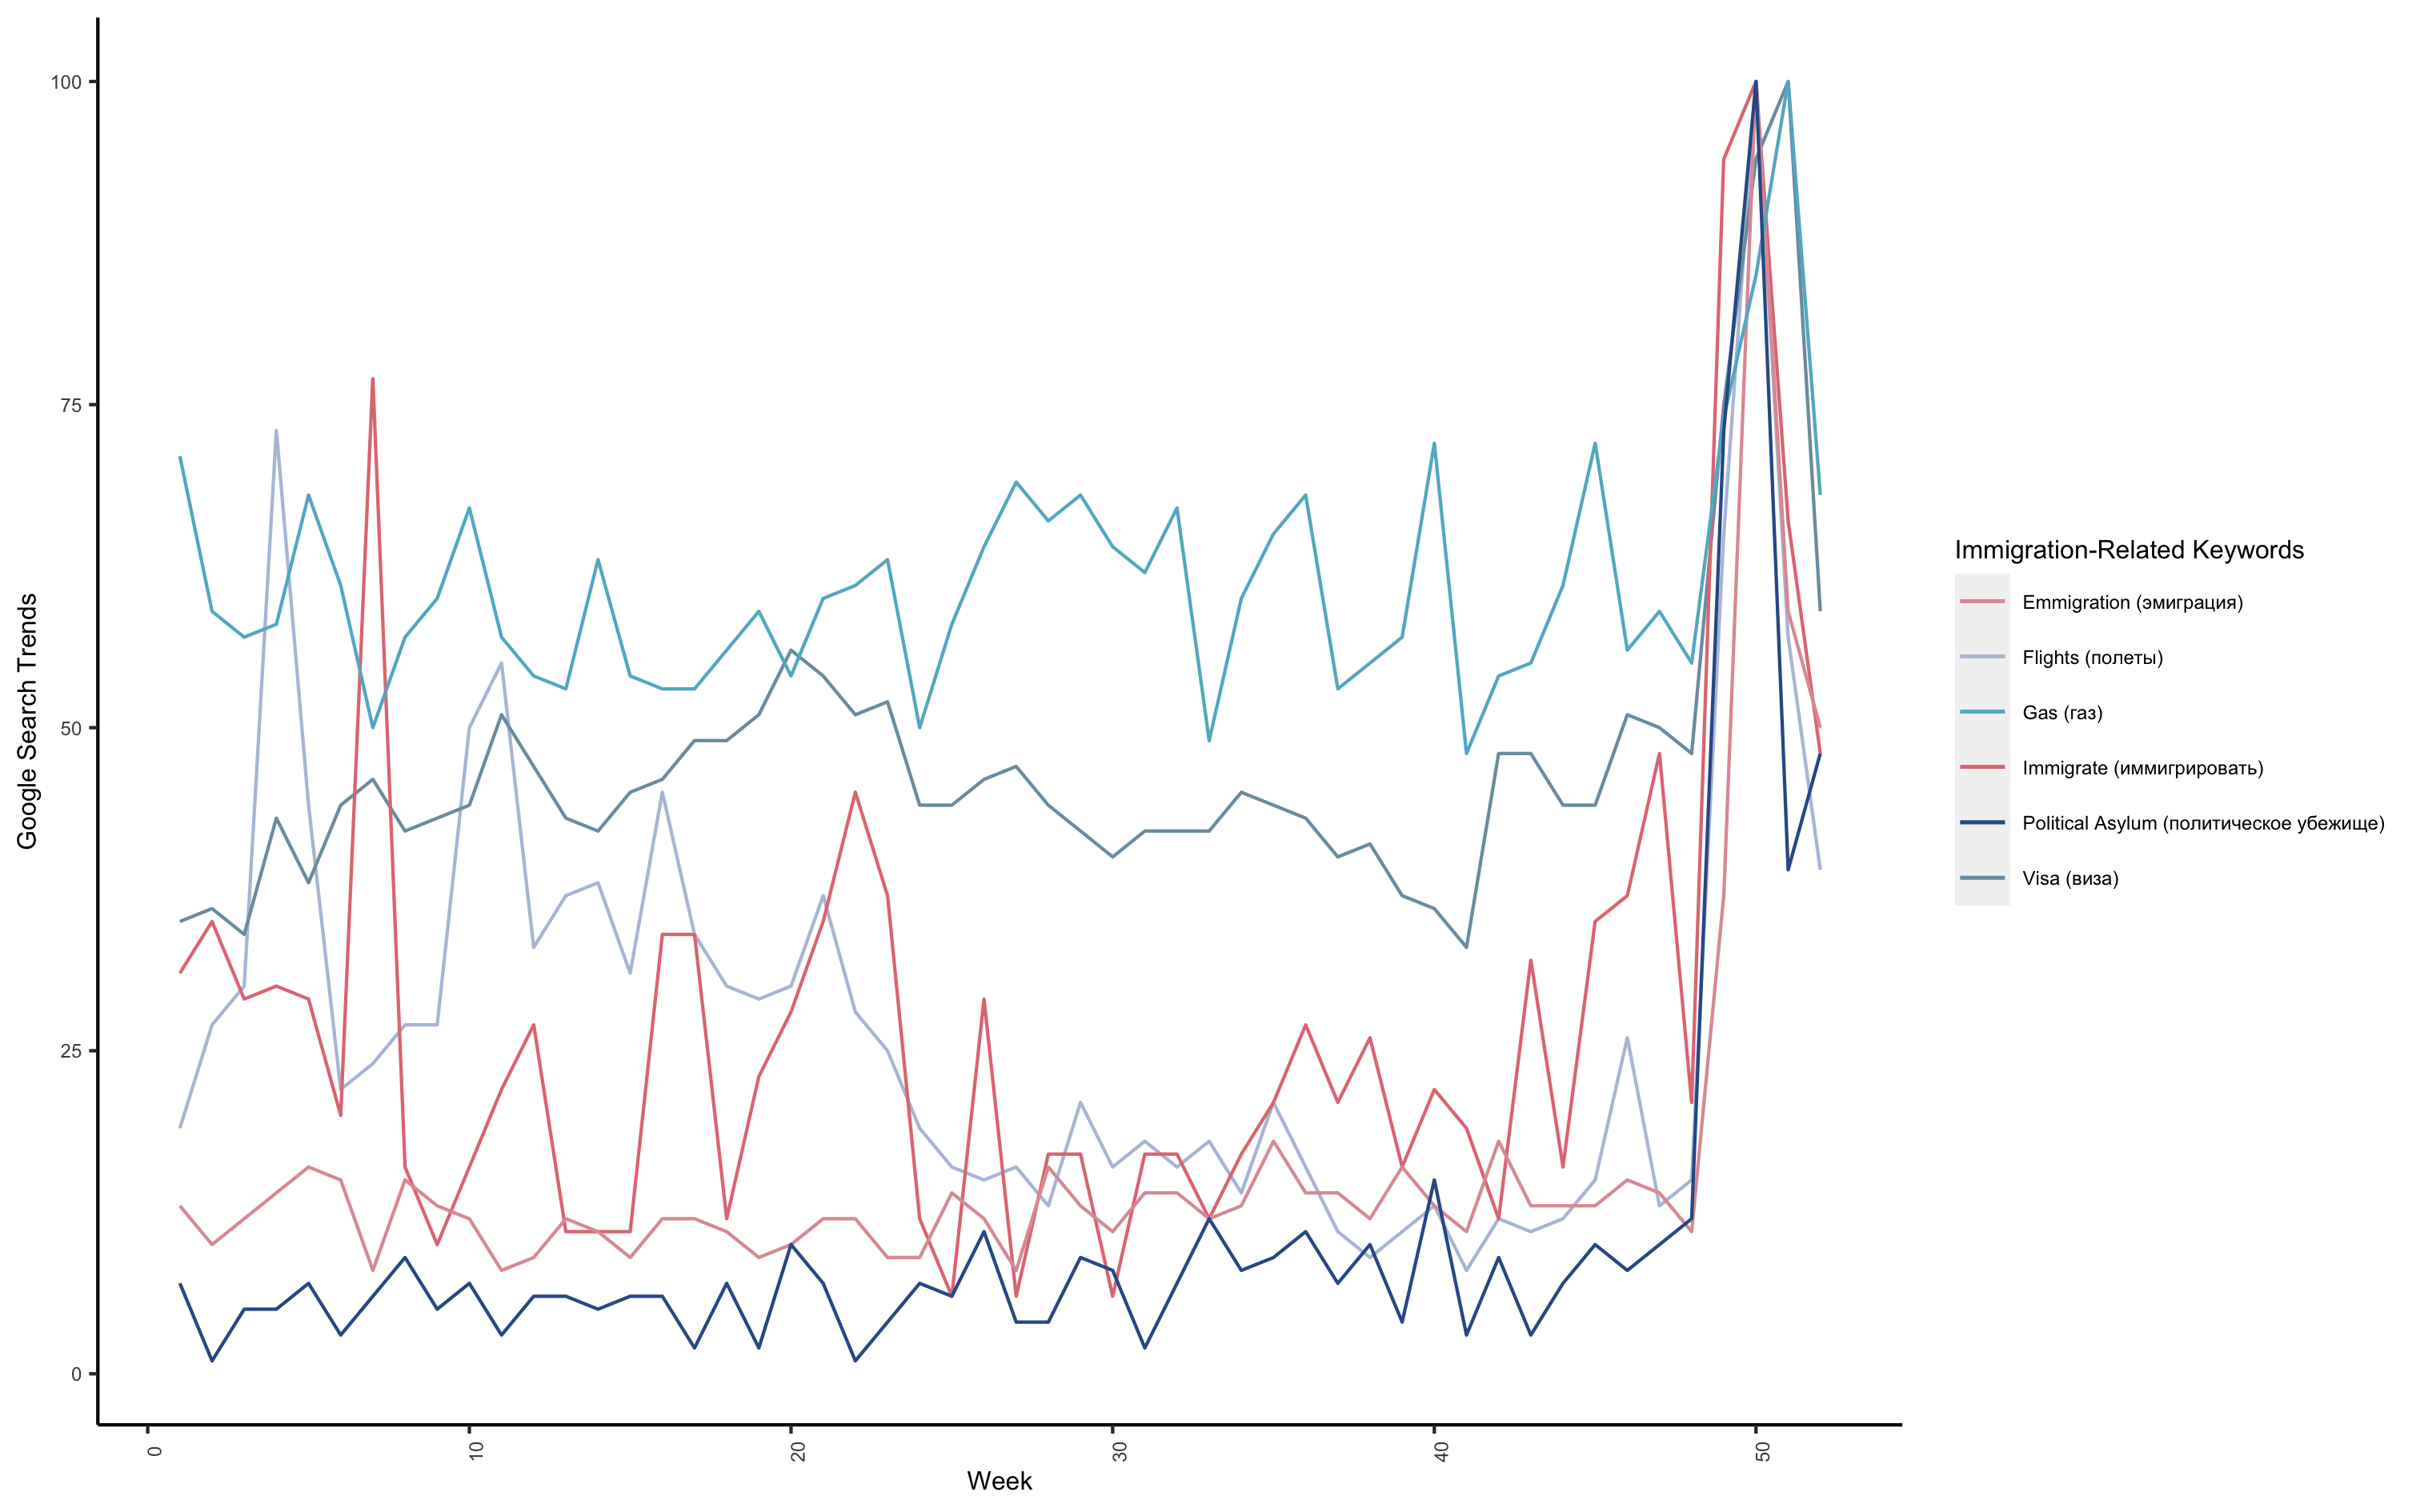 100
75
50
25
0
Google Search Trends
0
10
20
30
40
50
Week
Immigration-Related Keywords
Emmigration (эмиграция)
Flights (полеты)
Gas (газ)
Immigrate (иммигрировать)
Political Asylum (политическое убежище)
Visa (виза)